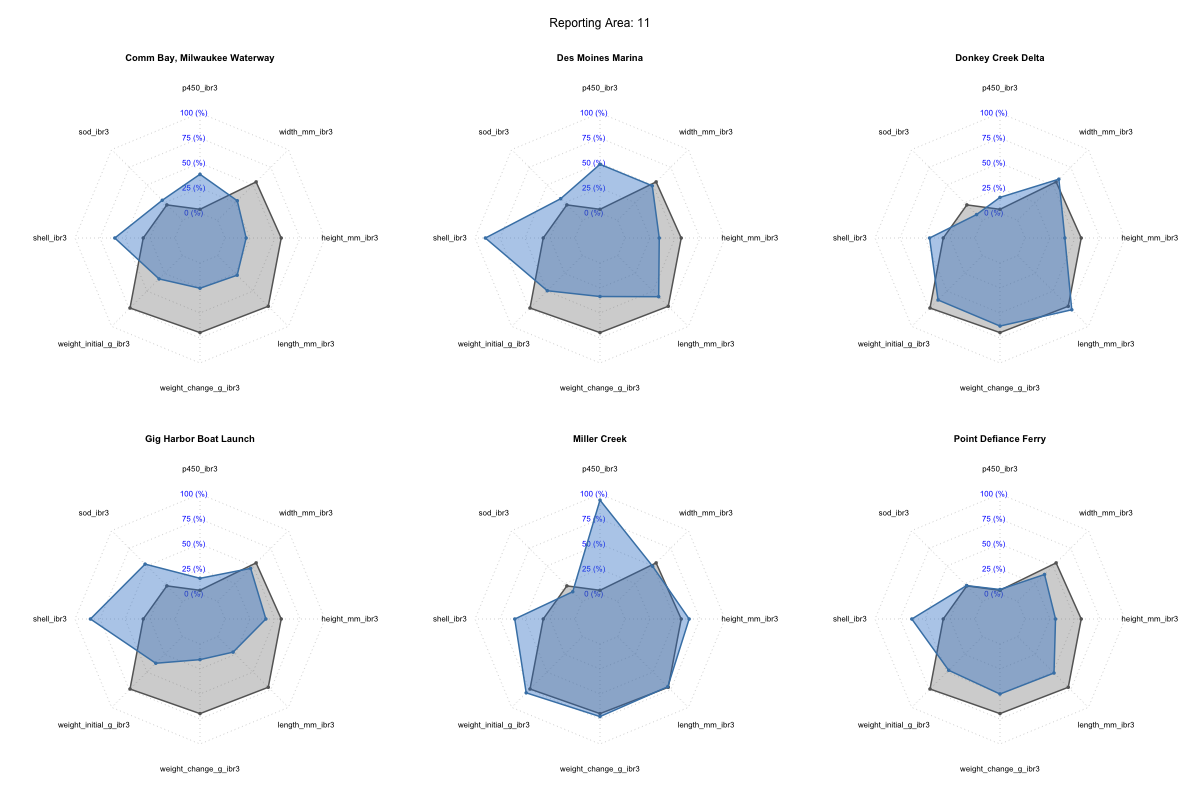 Reporting Area: 11
Comm Bay, Milwaukee Waterway
p450_ibr3
100 (%)
sod_ibr3
width_mm_ibr3
75 (%)
50 (%)
25 (%)
0 (%)
shell_ibr3
height_mm_ibr3
weight_initial_g_ibr3
length_mm_ibr3
weight_change_g_ibr3
Des Moines Marina
p450_ibr3
100 (%)
sod_ibr3
width_mm_ibr3
75 (%)
50 (%)
25 (%)
0 (%)
shell_ibr3
height_mm_ibr3
weight_initial_g_ibr3
length_mm_ibr3
weight_change_g_ibr3
Donkey Creek Delta
p450_ibr3
100 (%)
sod_ibr3
width_mm_ibr3
75 (%)
50 (%)
25 (%)
0 (%)
shell_ibr3
height_mm_ibr3
weight_initial_g_ibr3
length_mm_ibr3
weight_change_g_ibr3
Gig Harbor Boat Launch
p450_ibr3
100 (%)
sod_ibr3
width_mm_ibr3
75 (%)
50 (%)
25 (%)
0 (%)
shell_ibr3
height_mm_ibr3
weight_initial_g_ibr3
length_mm_ibr3
weight_change_g_ibr3
Miller Creek
p450_ibr3
100 (%)
sod_ibr3
width_mm_ibr3
75 (%)
50 (%)
25 (%)
0 (%)
shell_ibr3
height_mm_ibr3
weight_initial_g_ibr3
length_mm_ibr3
weight_change_g_ibr3
Point Defiance Ferry
p450_ibr3
100 (%)
sod_ibr3
width_mm_ibr3
75 (%)
50 (%)
25 (%)
0 (%)
shell_ibr3
height_mm_ibr3
weight_initial_g_ibr3
length_mm_ibr3
weight_change_g_ibr3